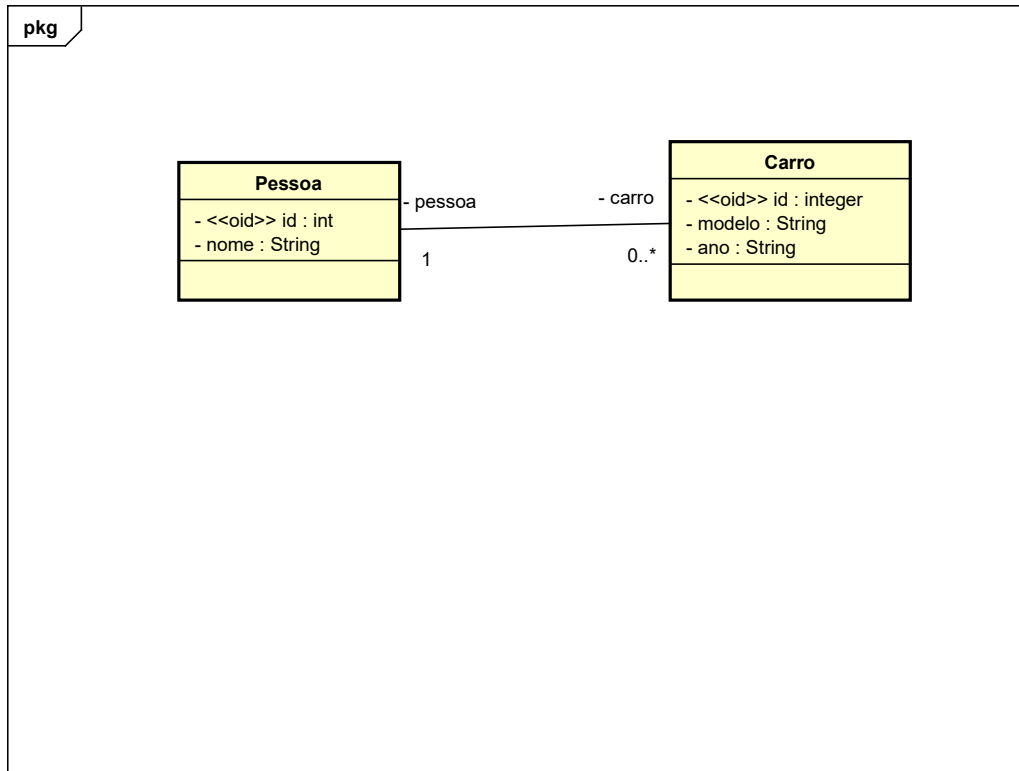 pkg
Pessoa
- <<oid>> id : int
- nome : String
- pessoa
1
- carro
0..*
Carro
- <<oid>> id : integer
- modelo : String
- ano : String